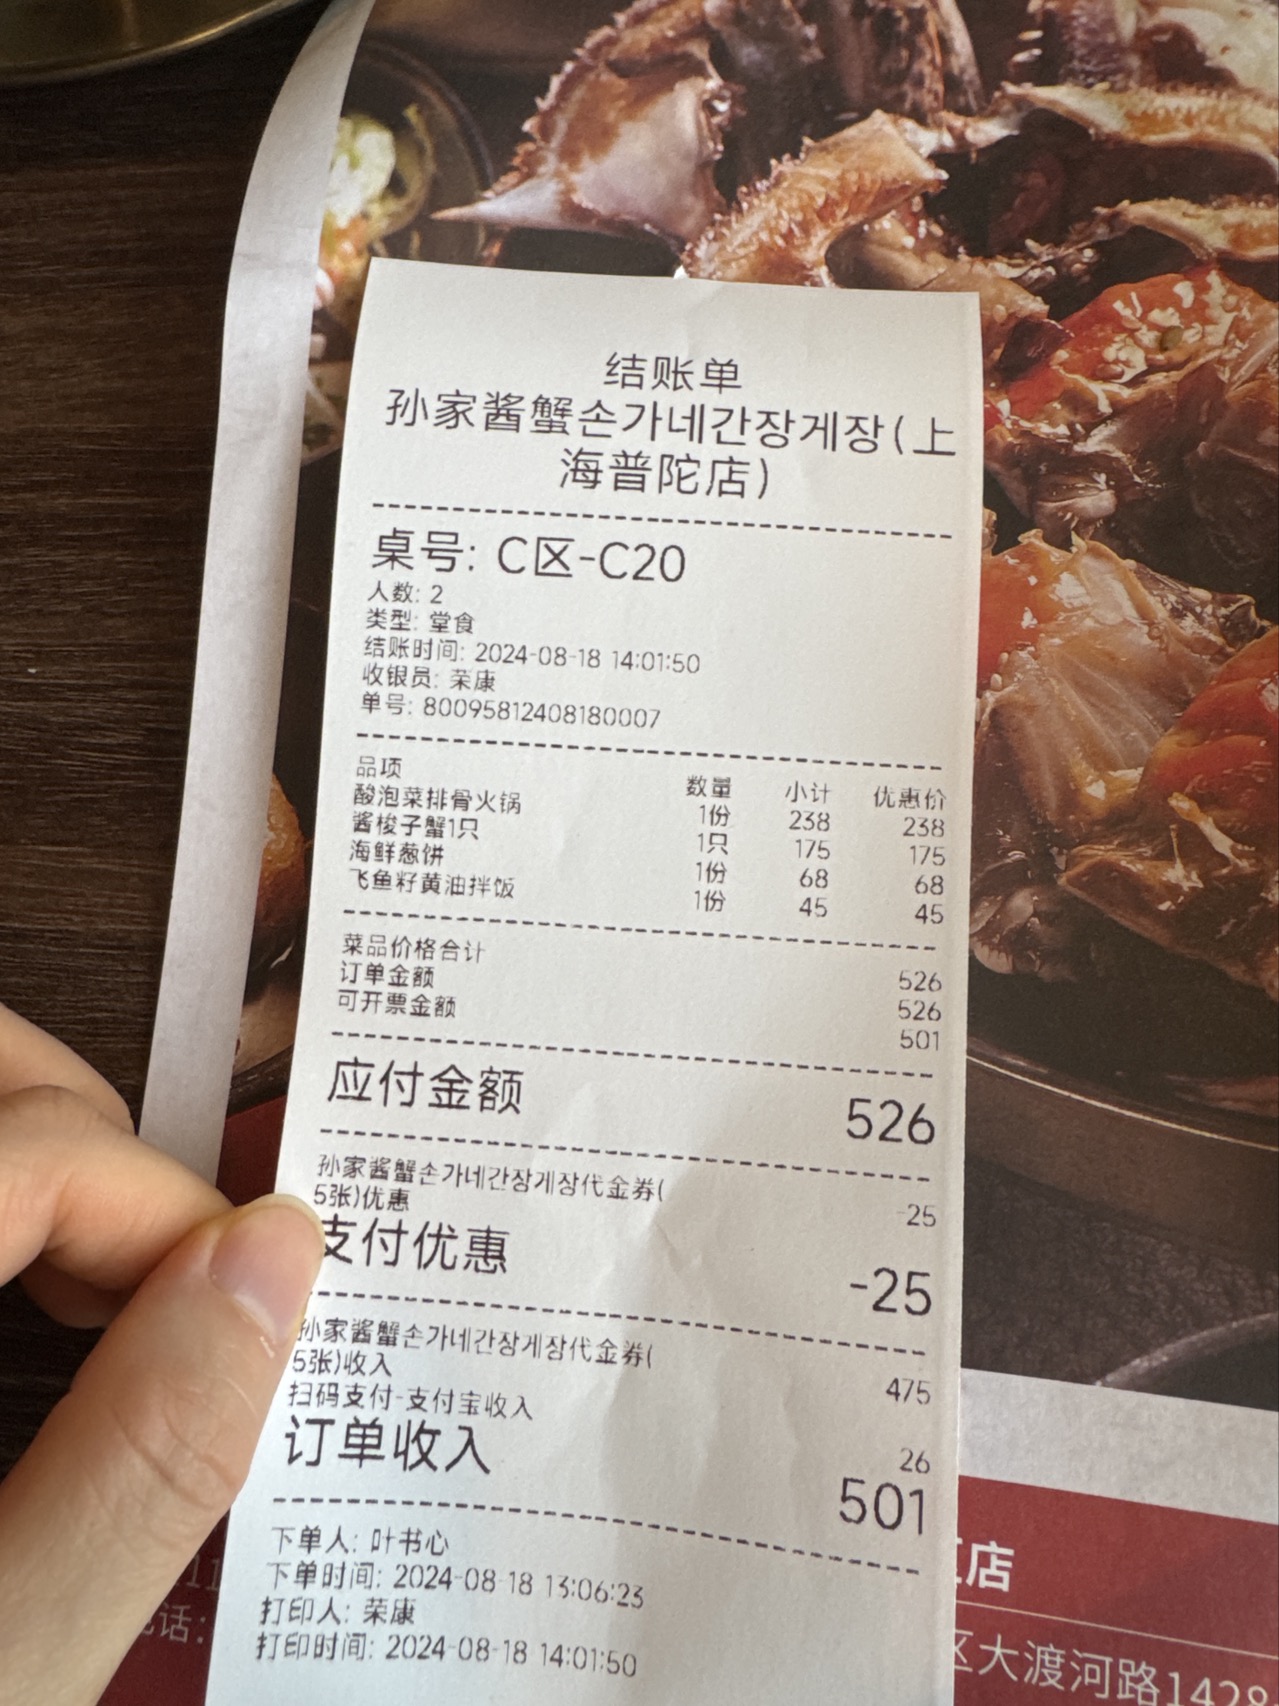 结账单
孙家酱蟹손가네간장게장(上
海普陀店)
桌号: C区-C20
人数: 2
类型: 堂食
结账时间: 2024-08-18 14:01:50
收银员: 荣康
单号: 80095812408180007
品项 数量 小计 优惠价
酸泡菜排骨火锅 1份 238 238
酱梭子蟹1只 1只 175 175
海鲜葱饼 1份 68 68
飞鱼籽黄油拌饭 1份 45 45
菜品价格合计 526
订单金额 526
可开票金额 501
应付金额 526
孙家酱蟹손가네간장게장代金券(
5张)优惠 -25
支付优惠 -25
孙家酱蟹손가네간장게장代金券(
5张)收入 475
扫码支付-支付宝收入 26
订单收入 501
下单人: 叶书心
下单时间: 2024-08-18 13:06:23
打印人: 荣康
打印时间: 2024-08-18 14:01:50
店
话:
区大渡河路1428